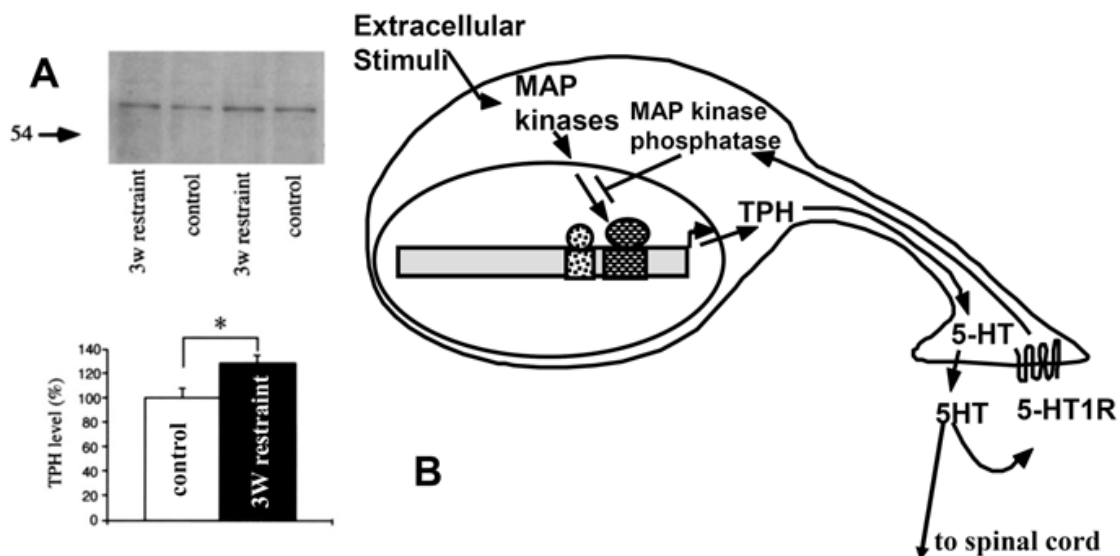 A
54
3w restraint
control
3w restraint
control
*
TPH level (%)
140
120
100
80
60
40
20
0
control
3W restraint
B
Extracellular
Stimuli
MAP
kinases
MAP kinase
phosphatase
TPH
5-HT
5HT
5-HT1R
to spinal cord